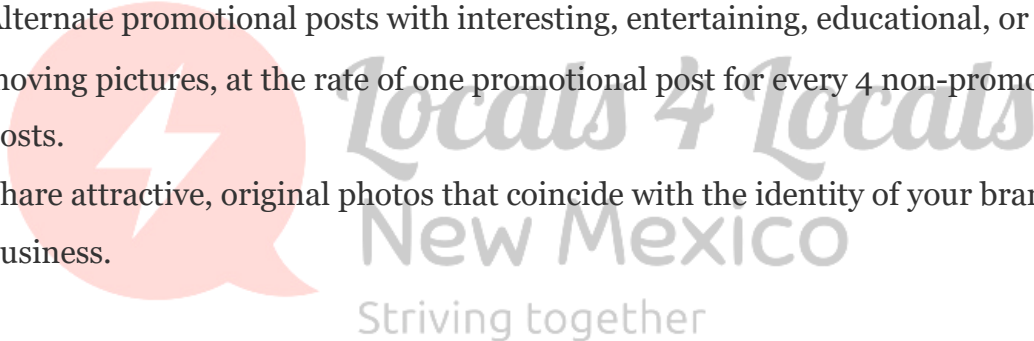 lternate promotional posts with interesting, entertaining, educational, or
oving pictures, at the rate of one promotional post for every 4 non-promo
osts.
hare attractive, original photos that coincide with the identity of your bran
usiness.
Locals 4 Locals
New Mexico
Striving together